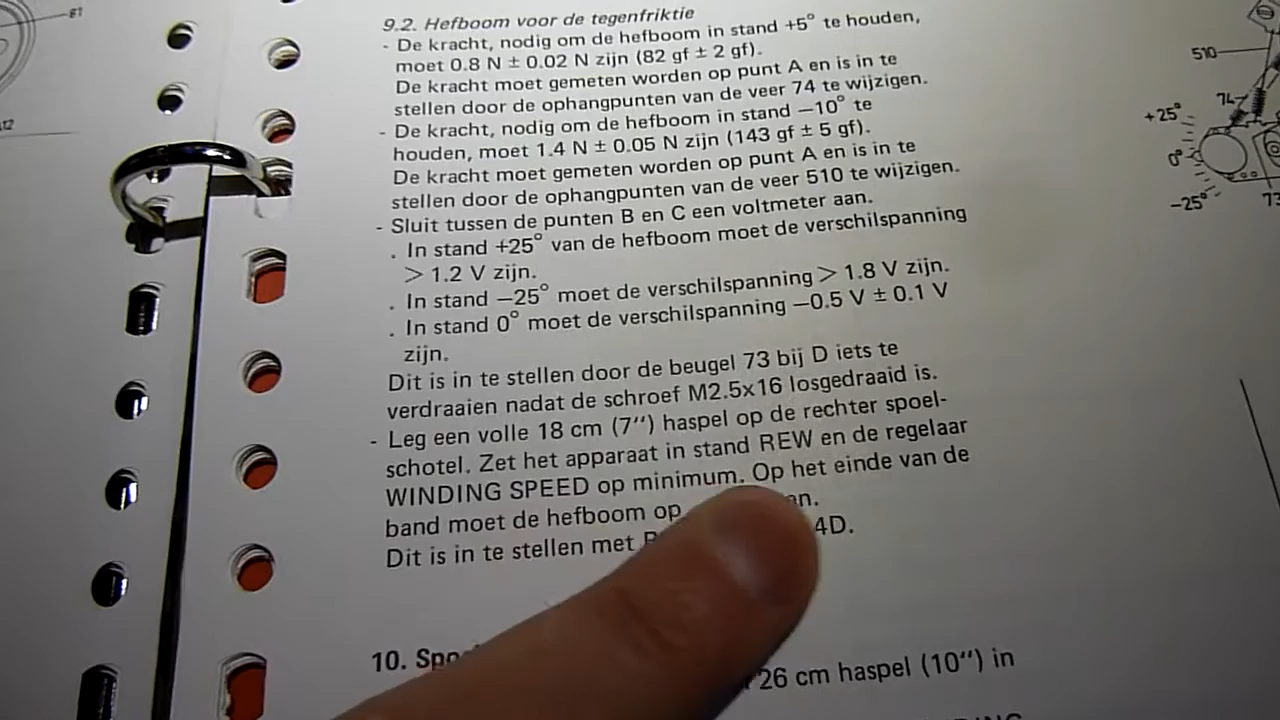 61
9.2. Hefboom voor de tegenfriktie
- De kracht, nodig om de hefboom in stand +5° te houden,
moet 0.8 N ± 0.02 N zijn (82 gf ± 2 gf).
De kracht moet gemeten worden op punt A en is in te
stellen door de ophangpunten van de veer 74 te wijzigen.
- De kracht, nodig om de hefboom in stand —10° te
houden, moet 1.4 N ± 0.05 N zijn (143 gf ± 5 gf).
De kracht moet gemeten worden op punt A en is in te
stellen door de ophangpunten van de veer 510 te wijzigen.
- Sluit tussen de punten B en C een voltmeter aan.
. In stand +25° van de hefboom moet de verschilspanning
> 1.2 V zijn.
. In stand —25° moet de verschilspanning > 1.8 V zijn.
. In stand 0° moet de verschilspanning —0.5 V ± 0.1 V
zijn.
Dit is in te stellen door de beugel 73 bij D iets te
verdraaien nadat de schroef M2.5x16 losgedraaid is.
- Leg een volle 18 cm (7‘‘) haspel op de rechter spoel-
schotel. Zet het apparaat in stand REW en de regelaar
WINDING SPEED op minimum. Op het einde van de
band moet de hefboom op
Dit is in te stellen met 4D.
10.
26 cm haspel (10‘‘) in
510
74
+25°
0°
—25°
73